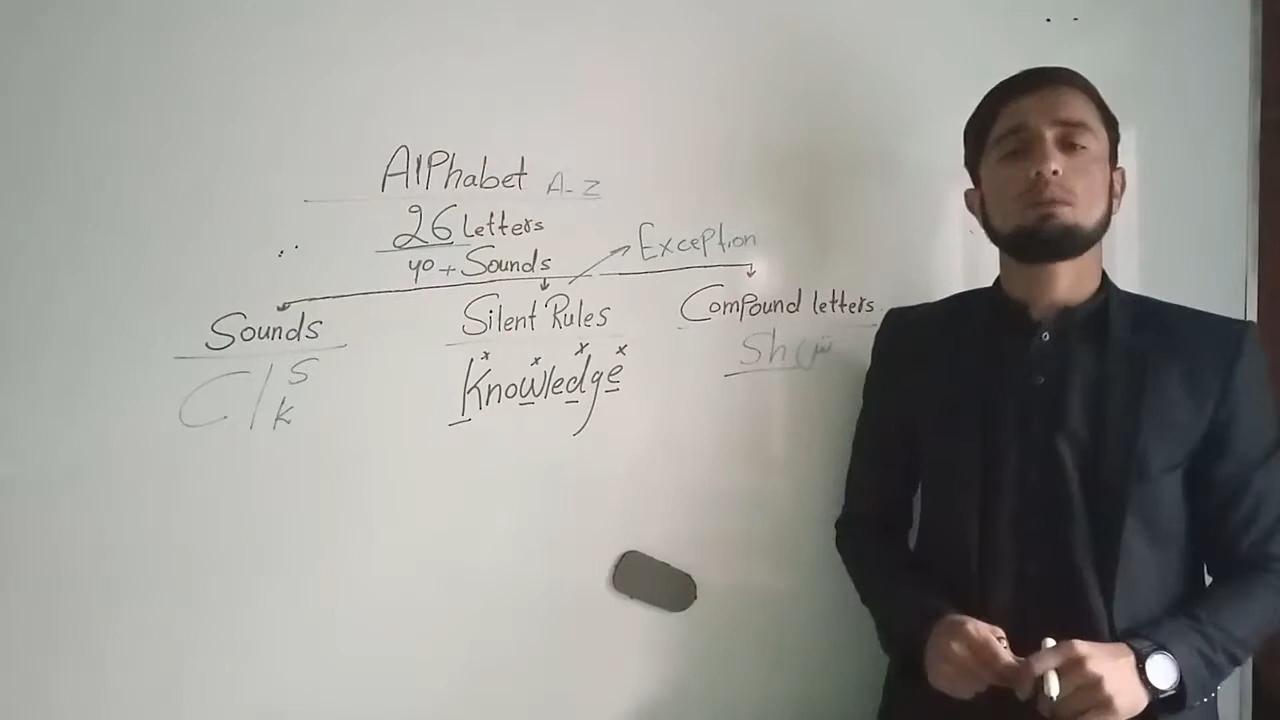 AlPhabet A-Z
26 Letters
40+ Sounds
Exception
Sounds
C/ S
K
Silent Rules
Knowledge
Compound letters
Sh ش